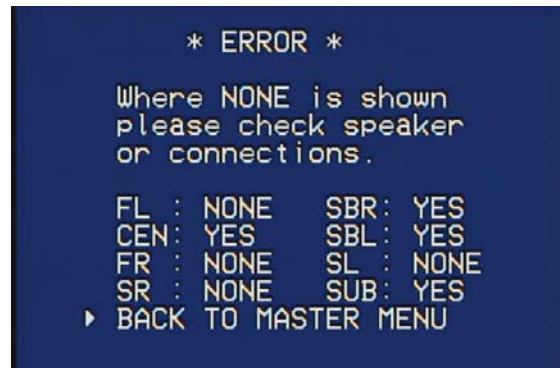 * ERROR *
Where NONE is shown
please check speaker
or connections.
FL : NONE SBR: YES
CEN: YES SBL: YES
FR : NONE SL : NONE
SR : NONE SUB: YES
▸ BACK TO MASTER MENU